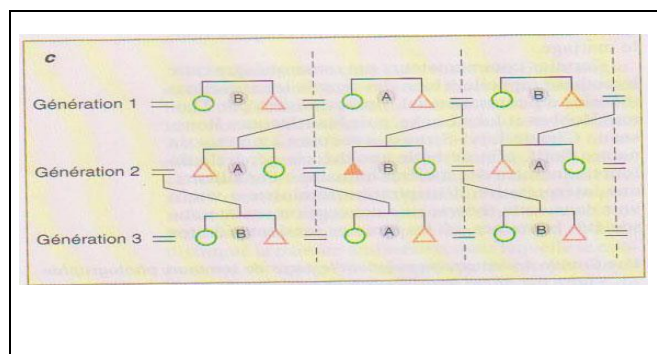 c
Génération 1 B A B
Génération 2 A B A
Génération 3 B A B